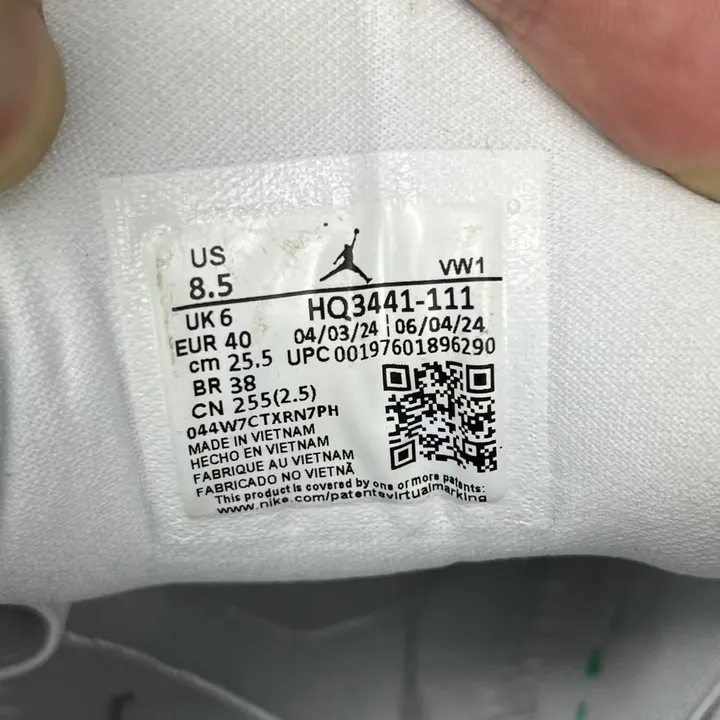 US
8.5
VW1
UK 6
HQ3441-111
EUR 40
04/03/24 | 06/04/24
cm 25.5
UPC 00197601896290
BR 38
CN 255(2.5)
044W7CTXRN7PH
MADE IN VIETNAM
HECHO EN VIETNAM
FABRIQUE AU VIETNAM
FABRICADO NO VIETNÃ
This product is covered by one or more patents:
www.nike.com/patentsvirtualmarking